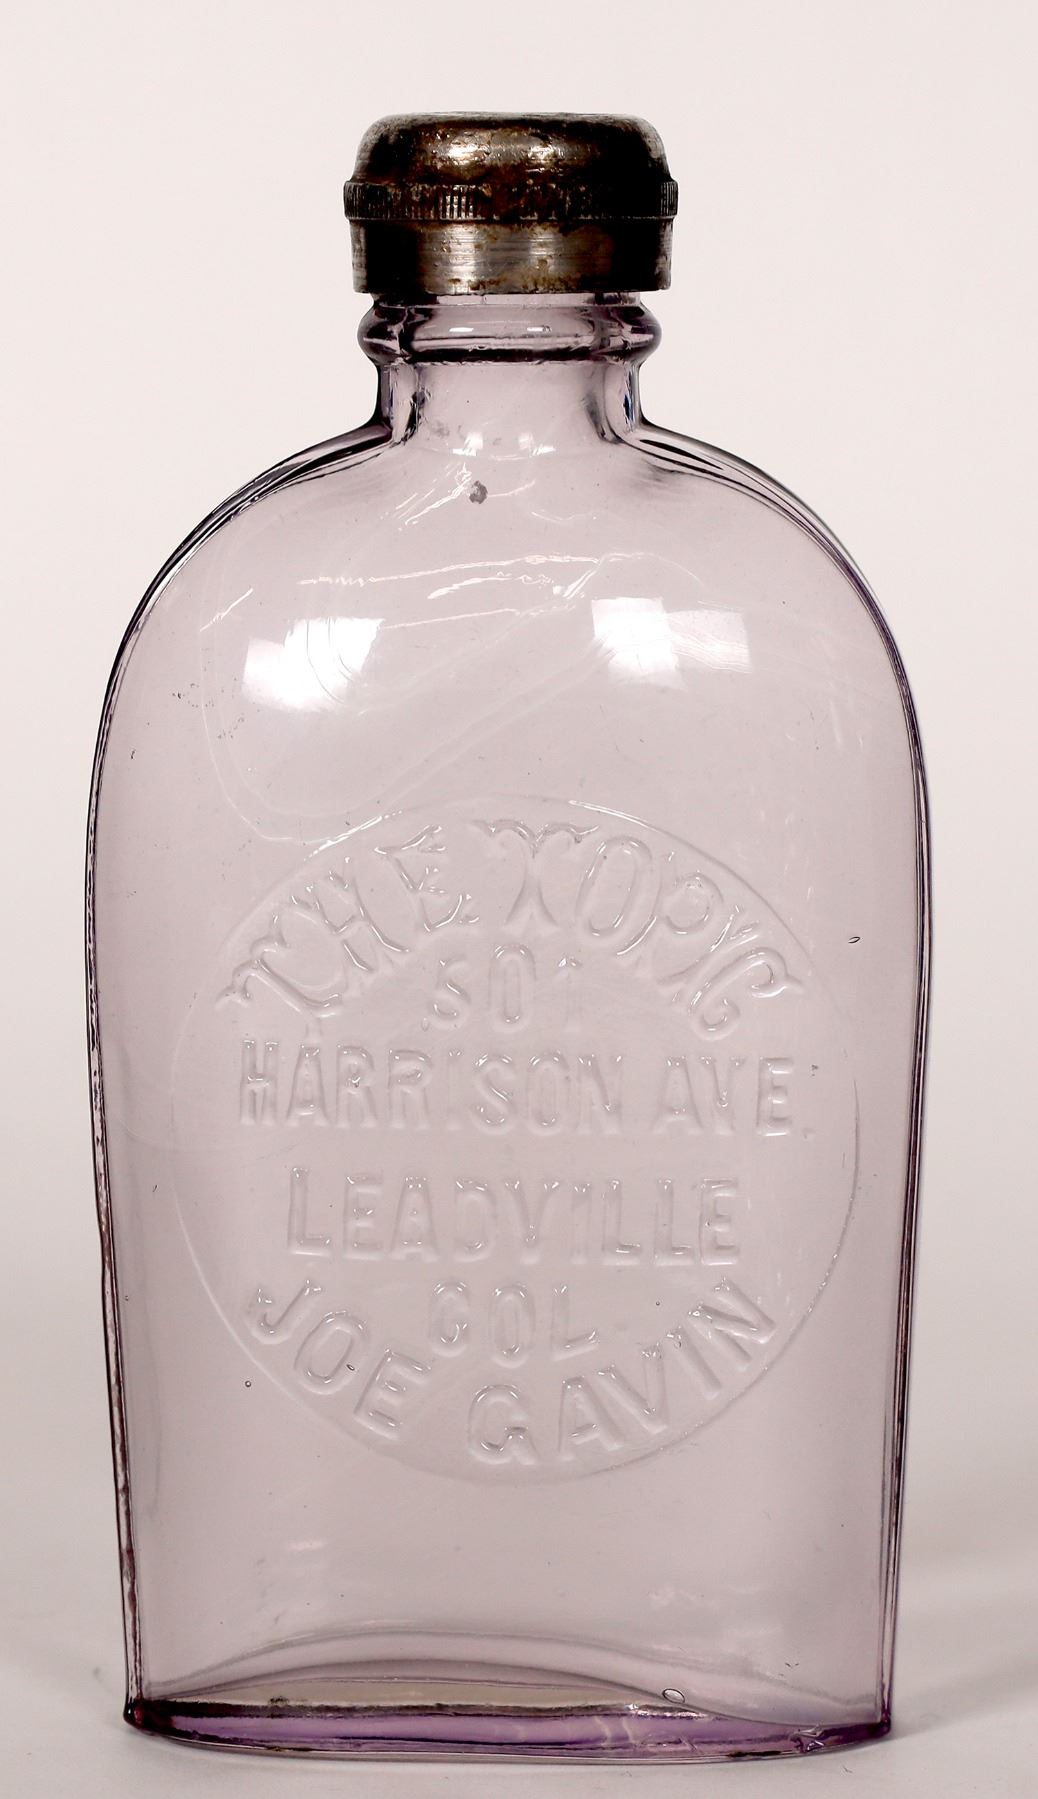 THE TOPIC
501
HARRISON AVE.
LEADVILLE
COL.
JOE GAVIN